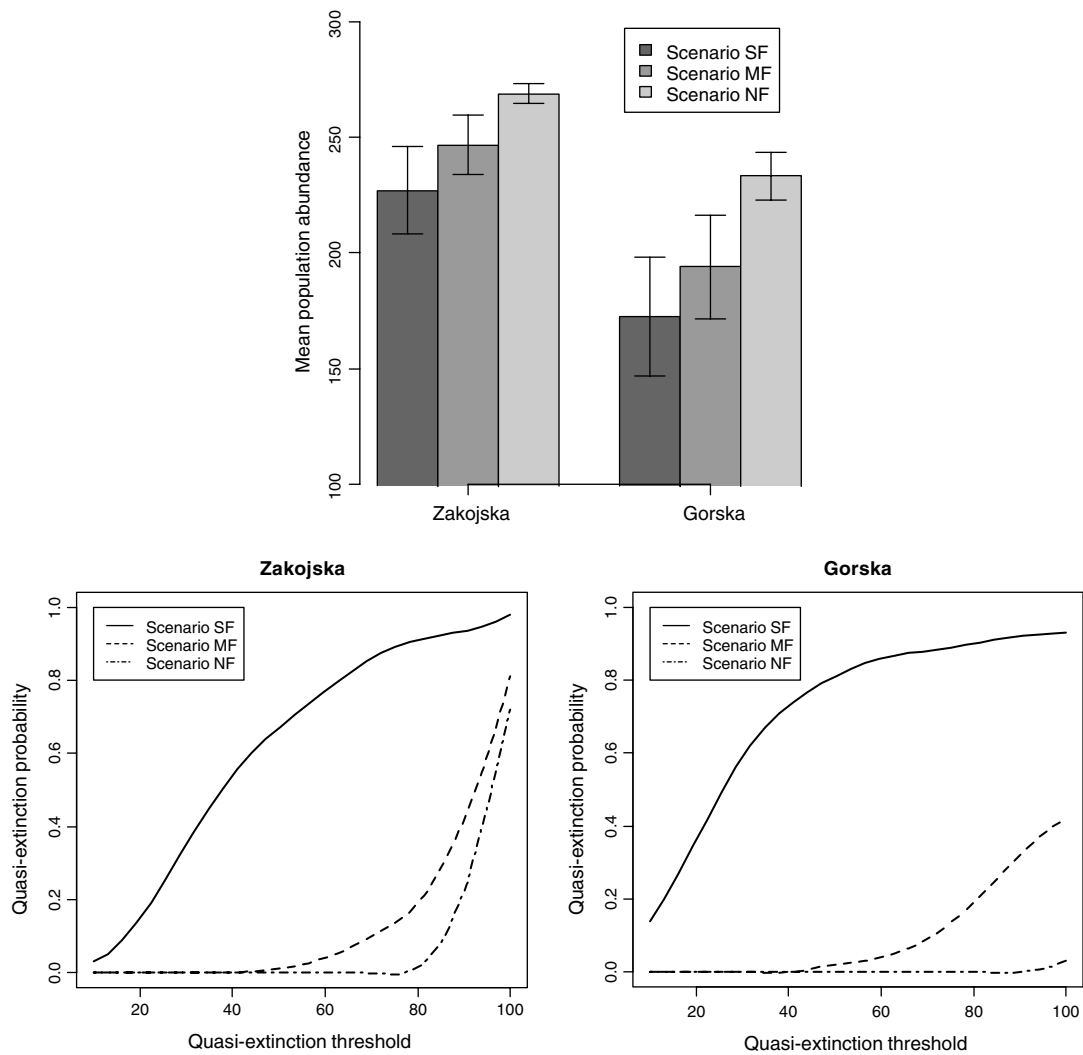 Mean population abundance
300
250
200
150
100
Scenario SF
Scenario MF
Scenario NF
Zakojska
Gorska
Zakojska
Quasi-extinction probability
1.0
0.8
0.6
0.4
0.2
0.0
Scenario SF
Scenario MF
Scenario NF
20 40 60 80 100
Quasi-extinction threshold
Gorska
Quasi-extinction probability
1.0
0.8
0.6
0.4
0.2
0.0
Scenario SF
Scenario MF
Scenario NF
20 40 60 80 100
Quasi-extinction threshold